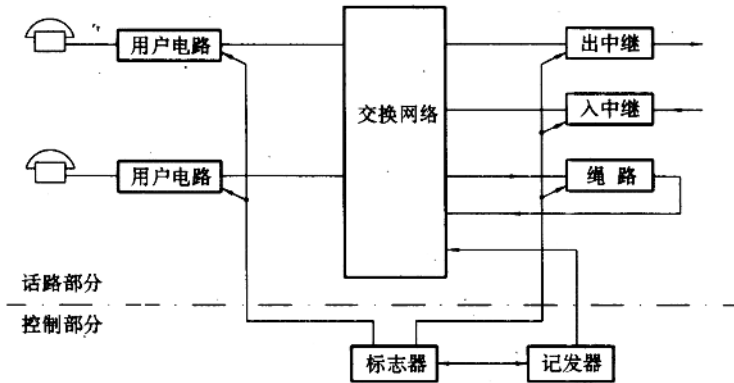 用户电路
出中继
交换网络
入中继
用户电路
绳 路
话路部分
控制部分
标志器
记发器